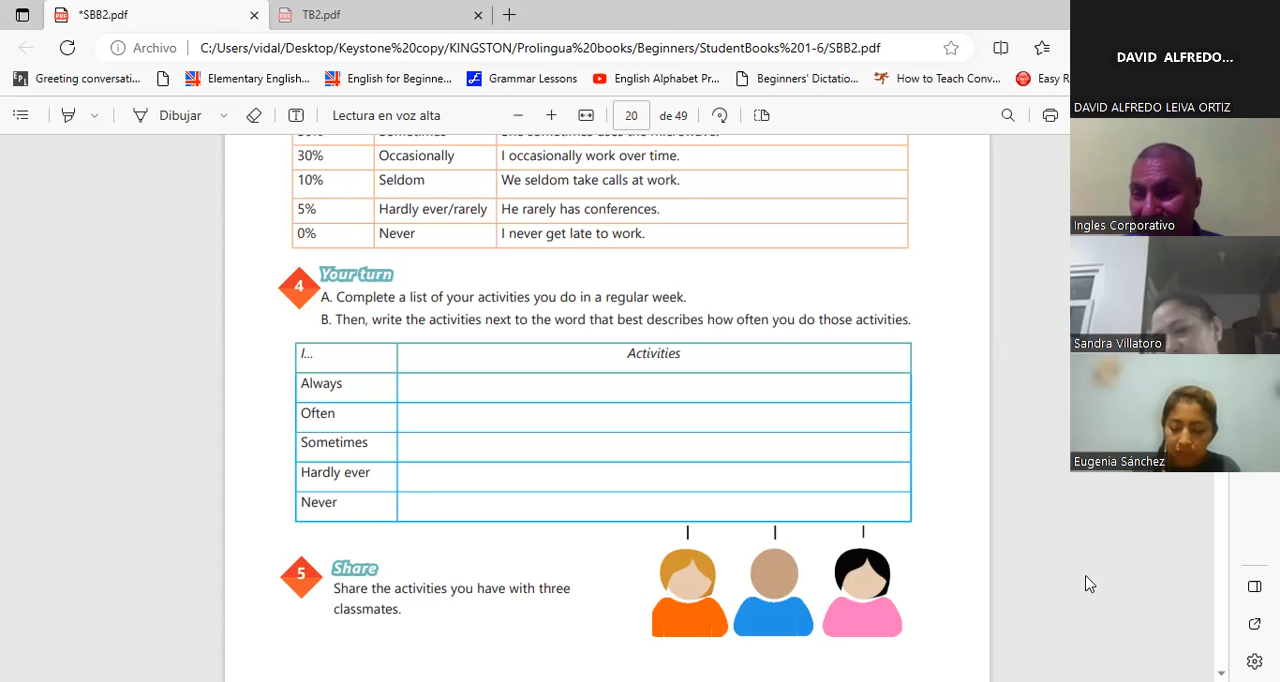 *SBB2.pdf
TB2.pdf
Archivo
C:/Users/vidal/Desktop/Keystone%20copy/KINGSTON/Prolingua%20books/Beginners/StudentBooks%201-6/SBB2.pdf
Greeting conversati...
Elementary English...
English for Beginne...
Grammar Lessons
English Alphabet Pr...
Beginners' Dictatio...
How to Teach Conv...
Easy R
Dibujar
Lectura en voz alta
20 de 49
30% Occasionally I occasionally work over time.
10% Seldom We seldom take calls at work.
5% Hardly ever/rarely He rarely has conferences.
0% Never I never get late to work.
4 Your turn
A. Complete a list of your activities you do in a regular week.
B. Then, write the activities next to the word that best describes how often you do those activities.
I... Activities
Always
Often
Sometimes
Hardly ever
Never
5 Share
Share the activities you have with three
classmates.
DAVID ALFREDO...
DAVID ALFREDO LEIVA ORTIZ
Ingles Corporativo
Sandra Villatoro
Eugenia Sánchez